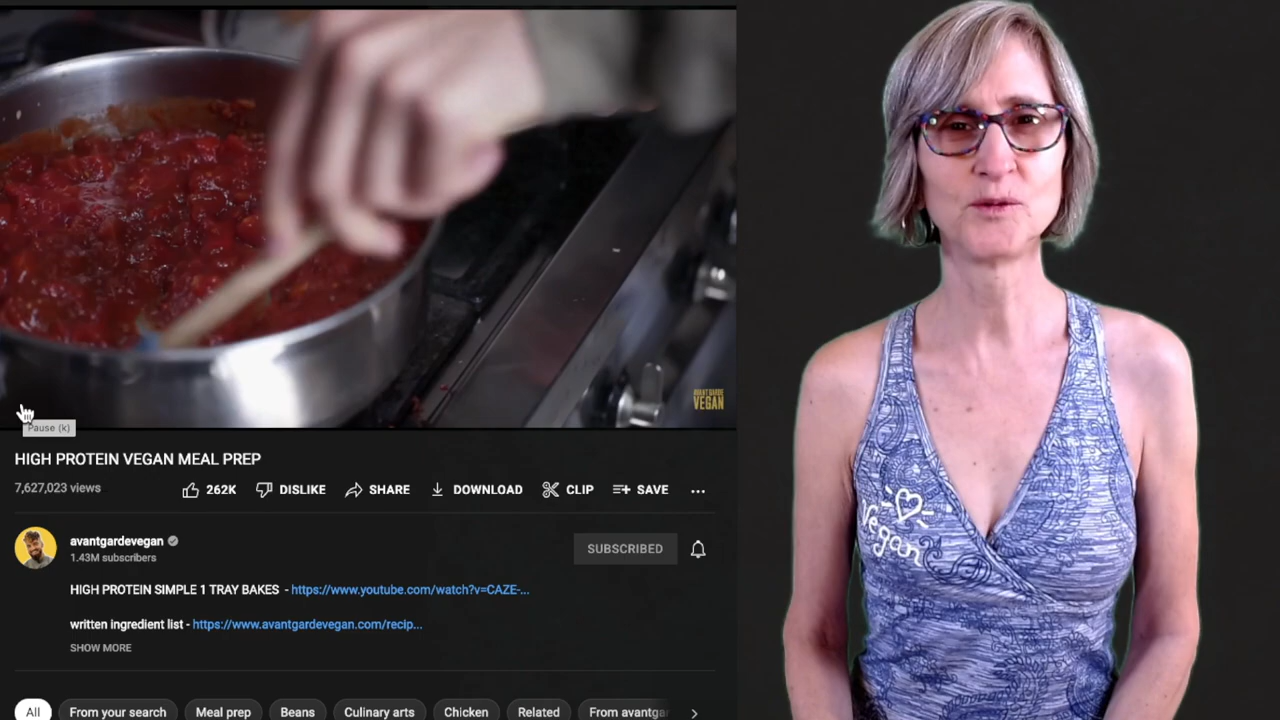 AVANT GARDE
VEGAN
Pause (k)
HIGH PROTEIN VEGAN MEAL PREP
7,627,023 views
262K
DISLIKE
SHARE
DOWNLOAD
CLIP
SAVE
...
avantgardevegan
1.43M subscribers
SUBSCRIBED
HIGH PROTEIN SIMPLE 1 TRAY BAKES - https://www.youtube.com/watch?v=CAZE-...
written ingredient list - https://www.avantgardevegan.com/recip...
SHOW MORE
All
From your search
Meal prep
Beans
Culinary arts
Chicken
Related
From avantgar
vegan